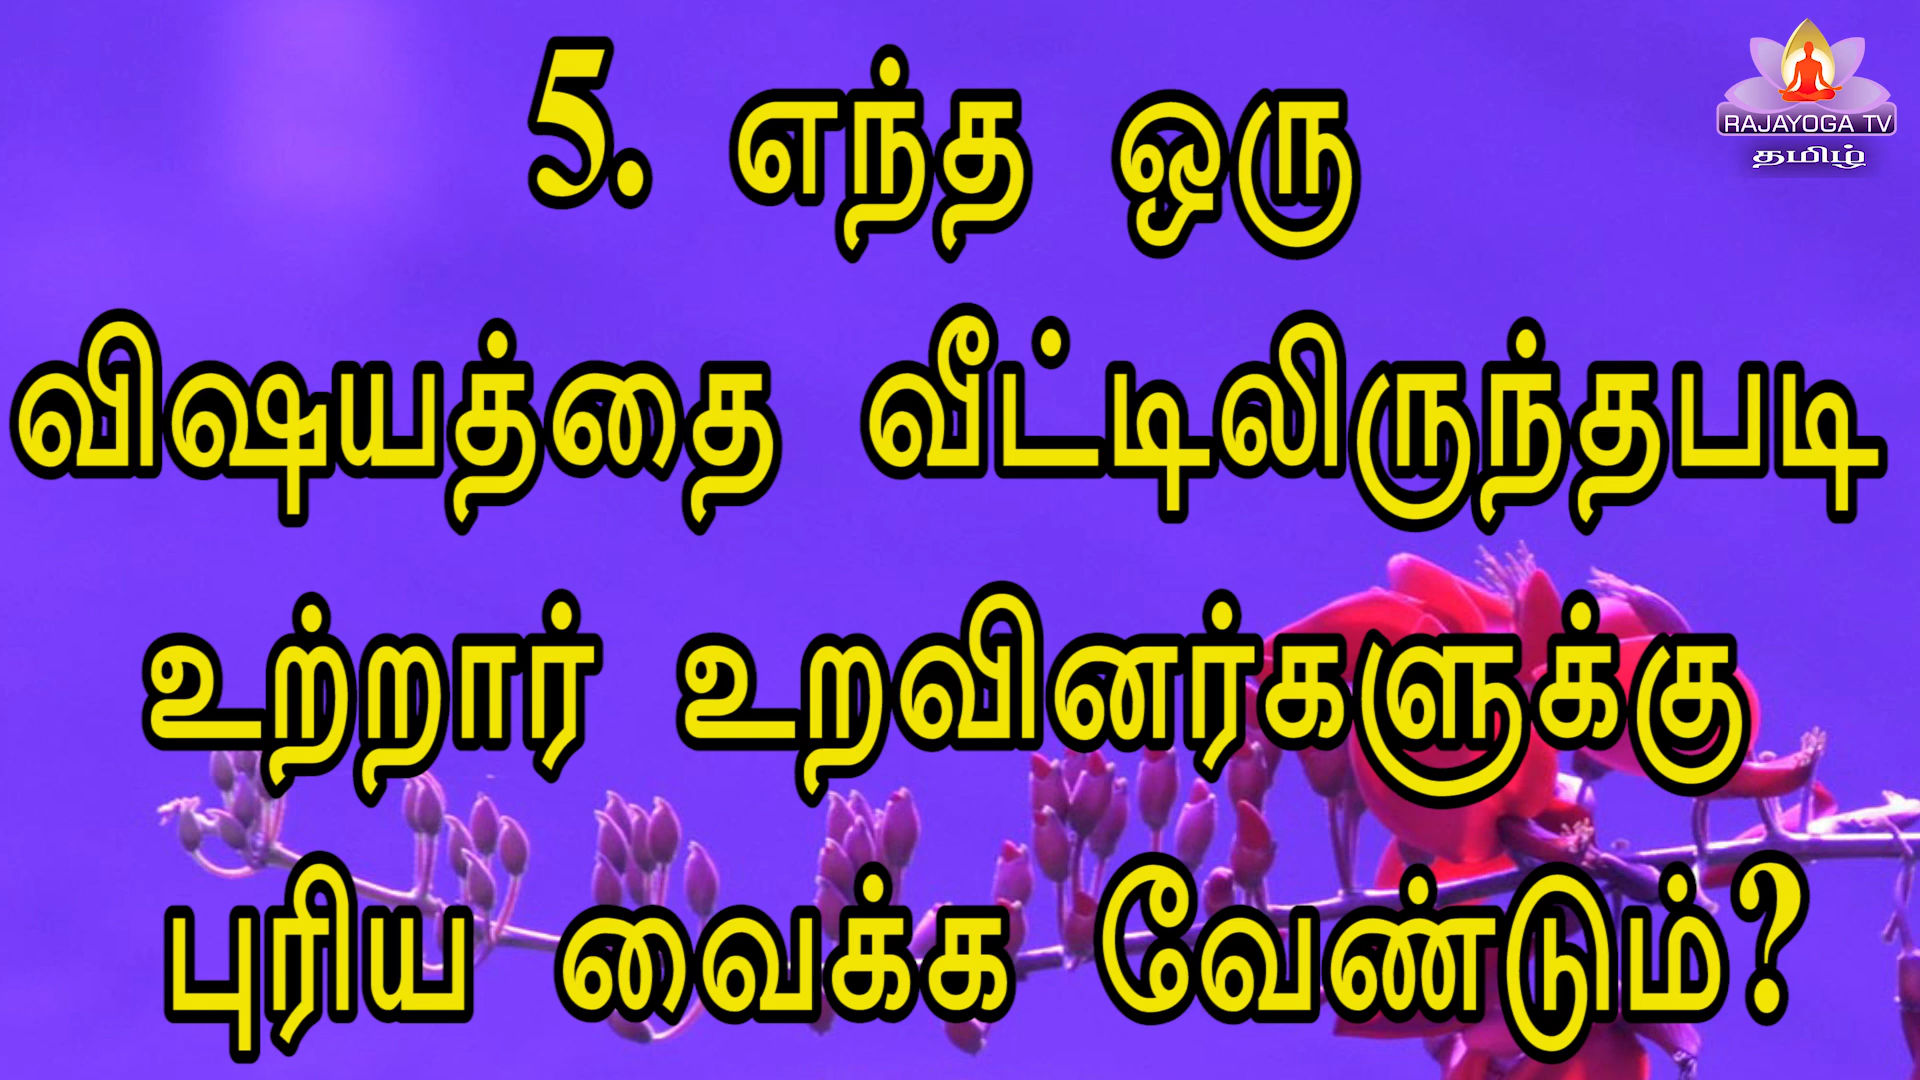 5. எந்த ஒரு
விஷயத்தை வீட்டிலிருந்தபடி
உற்றார் உறவினர்களுக்கு
புரிய வைக்க வேண்டும்?
RAJAYOGA TV
தமிழ்